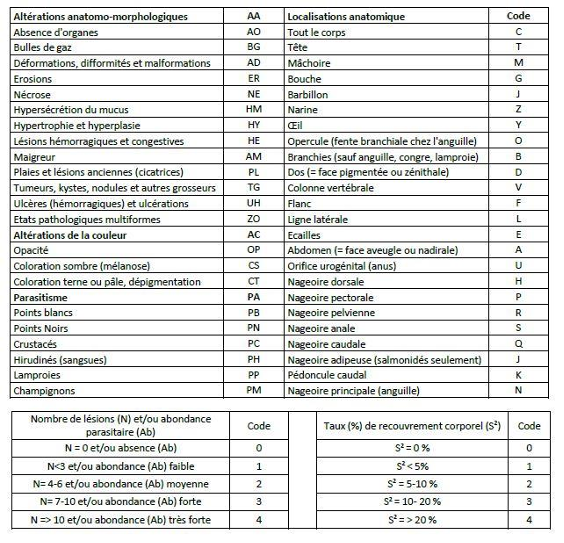 Altérations anatomo-morphologiques AA Localisations anatomique Code
Absence d'organes AO Tout le corps C
Bulles de gaz BG Tête T
Déformations, difformités et malformations AD Mâchoire M
Erosions ER Bouche G
Nécrose NE Barbillon J
Hypersécrétion du mucus HM Narine Z
Hypertrophie et hyperplasie HY Œil Y
Lésions hémorragiques et congestives HE Opercule (fente branchiale chez l'anguille) O
Maigreur AM Branchies (sauf anguille, congre, lamproie) B
Plaies et lésions anciennes (cicatrices) PL Dos (= face pigmentée ou zénithale) D
Tumeurs, kystes, nodules et autres grosseurs TG Colonne vertébrale V
Ulcères (hémorragiques) et ulcérations UH Flanc F
Etats pathologiques multiformes ZO Ligne latérale L
Altérations de la couleur AC Ecailles E
Opacité OP Abdomen (= face aveugle ou nadirale) A
Coloration sombre (mélanose) CS Orifice urogénital (anus) U
Coloration terne ou pâle, dépigmentation CT Nageoire dorsale H
Parasitisme PA Nageoire pectorale P
Points blancs PB Nageoire pelvienne R
Points Noirs PN Nageoire anale S
Crustacés PC Nageoire caudale Q
Hirudinés (sangsues) PH Nageoire adipeuse (salmonidés seulement) J
Lamproies PP Pédoncule caudal K
Champignons PM Nageoire principale (anguille) N
Nombre de lésions (N) et/ou abondance
parasitaire (Ab) Code Taux (%) de recouvrement corporel (S²) Code
N = 0 et/ou absence (Ab) 0 S² = 0 % 0
N<3 et/ou abondance (Ab) faible 1 S² < 5% 1
N= 4-6 et/ou abondance (Ab) moyenne 2 S² = 5-10 % 2
N= 7-10 et/ou abondance (Ab) forte 3 S² = 10- 20 % 3
N => 10 et/ou abondance (Ab) très forte 4 S² = > 20 % 4